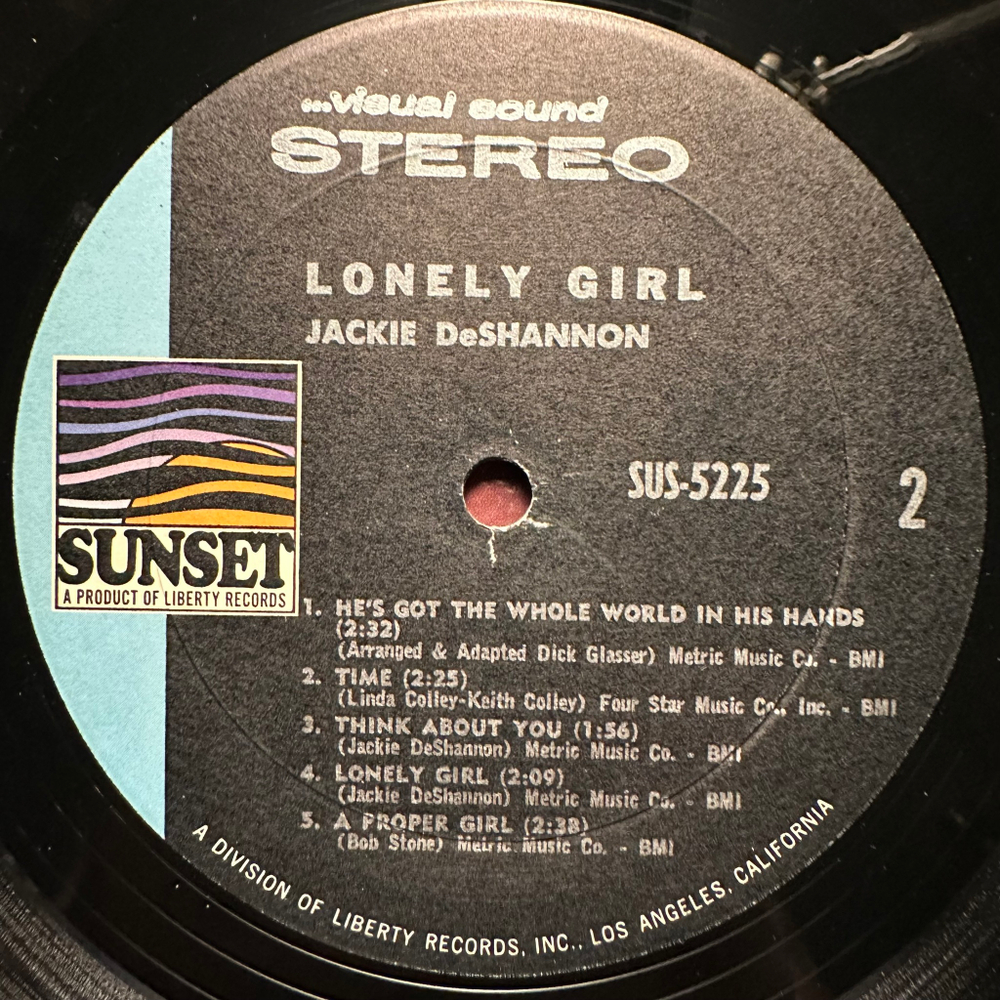 ...visual sound
STEREO
LONELY GIRL
JACKIE DeSHANNON
SUS-5225
2
SUNSET
A PRODUCT OF LIBERTY RECORDS
1. HE'S GOT THE WHOLE WORLD IN HIS HANDS
(2:32)
(Arranged & Adapted Dick Glasser) Metric Music Co. - BMI
2. TIME (2:25)
(Linda Colley-Keith Colley) Four Star Music Co., Inc. - BMI
3. THINK ABOUT YOU (1:56)
(Jackie DeShannon) Metric Music Co. - BMI
4. LONELY GIRL (2:09)
(Jackie DeShannon) Metric Music Co. - BMI
5. A PROPER GIRL (2:38)
(Bob Stone) Metric Music Co. - BMI
A DIVISION OF LIBERTY RECORDS, INC., LOS ANGELES, CALIFORNIA